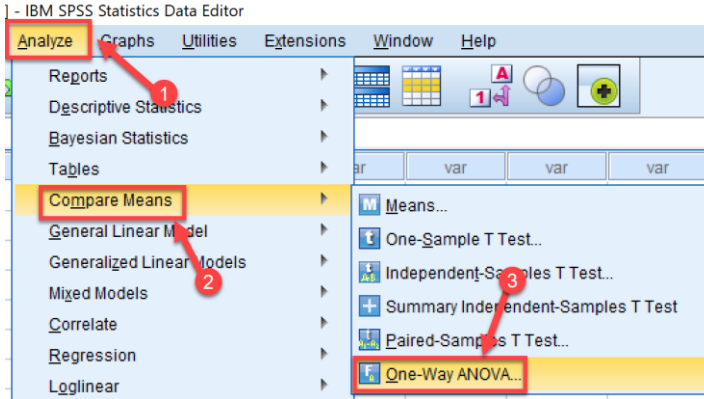 ] - IBM SPSS Statistics Data Editor
Analyze Graphs Utilities Extensions Window Help
1
A
1
Reports
Descriptive Statistics
Bayesian Statistics
Tables
var var var
Compare Means
General Linear Model
Generalized Linear Models
2
Mixed Models
Correlate
Regression
Loglinear
M Means...
t One-Sample T Test...
Independent-Samples T Test...
3
Summary Independent-Samples T Test
Paired-Samples T Test...
One-Way ANOVA...